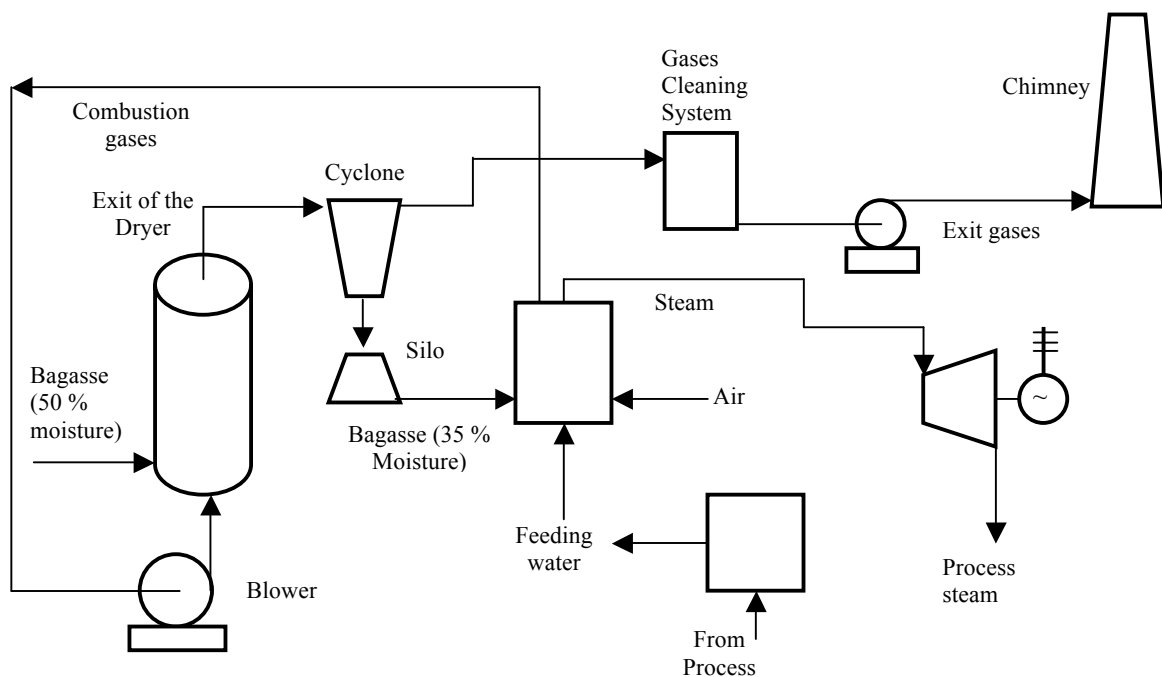 Gases
Cleaning
System
Chimney
Combustion
gases
Cyclone
Exit of the
Dryer
Exit gases
Steam
Silo
Bagasse
(50 %
moisture)
Air
~
Bagasse (35 %
Moisture)
Feeding
water
Process
steam
Blower
From
Process